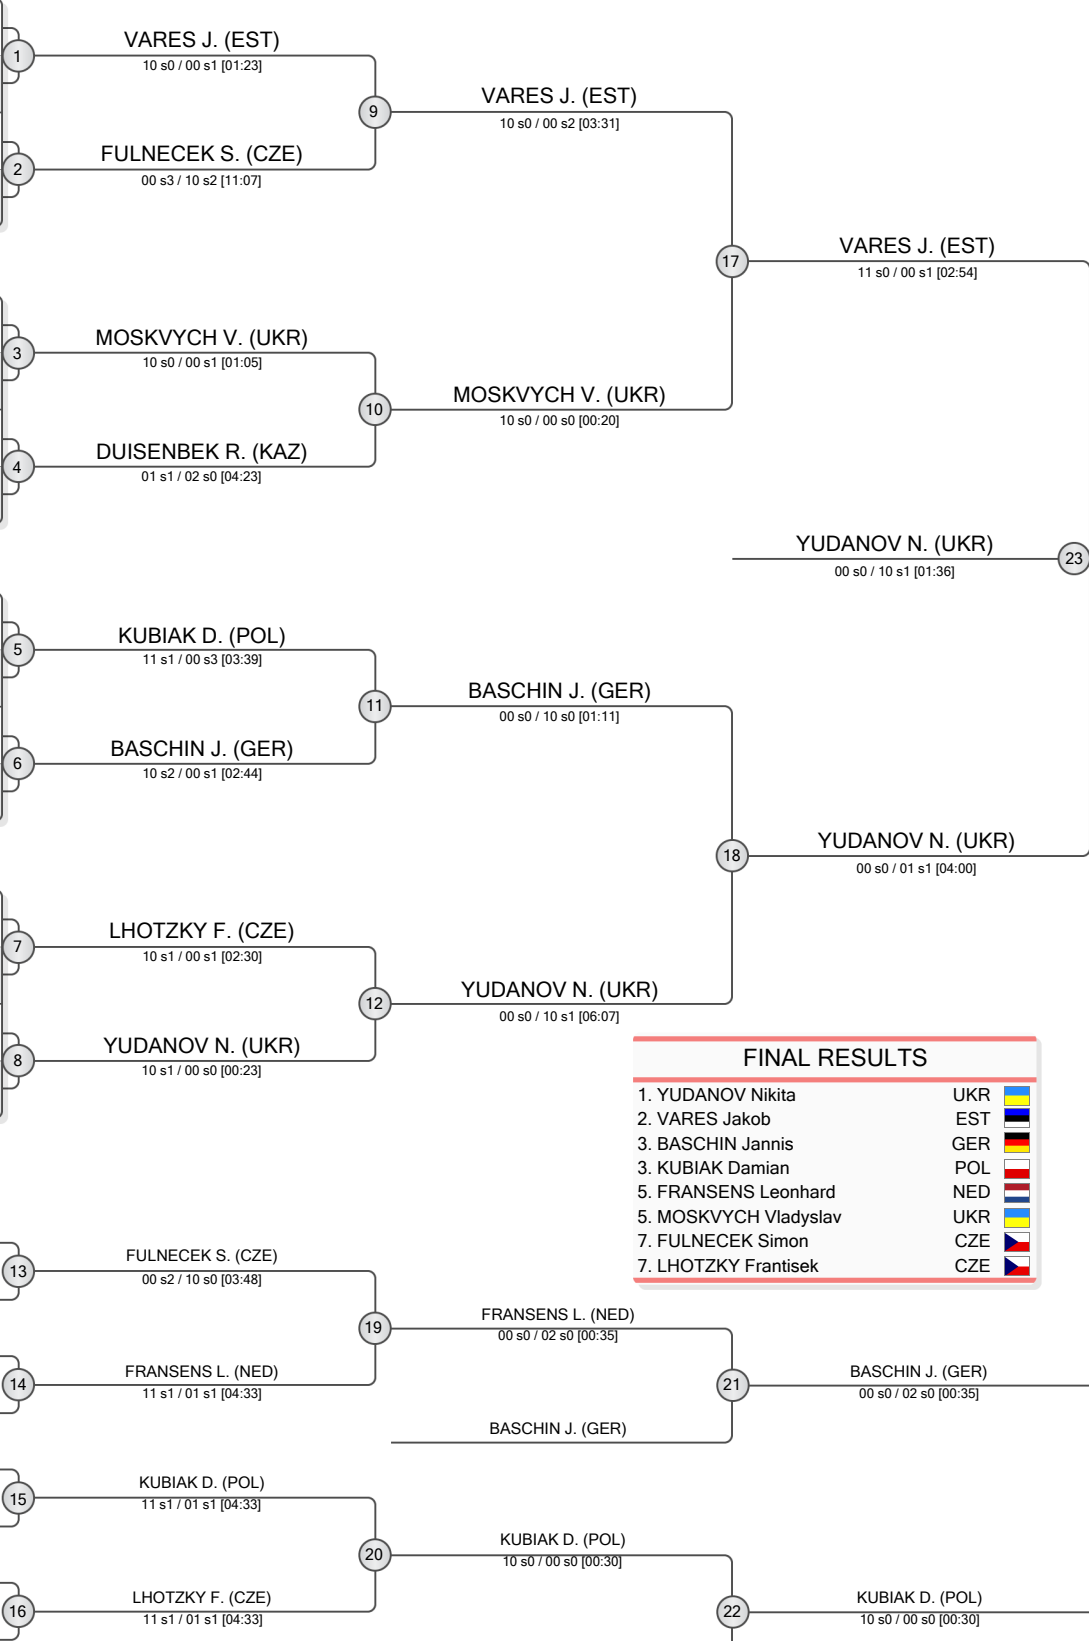 VARES J. (EST)
1
10 s0 / 00 s1 [01:23]
VARES J. (EST)
9
10 s0 / 00 s2 [03:31]
FULNECEK S. (CZE)
2
00 s3 / 10 s2 [11:07]
VARES J. (EST)
17
11 s0 / 00 s1 [02:54]
MOSKVYCH V. (UKR)
3
10 s0 / 00 s1 [01:05]
MOSKVYCH V. (UKR)
10
10 s0 / 00 s0 [00:20]
DUISENBEK R. (KAZ)
4
01 s1 / 02 s0 [04:23]
YUDANOV N. (UKR)
23
00 s0 / 10 s1 [01:36]
KUBIAK D. (POL)
5
11 s1 / 00 s3 [03:39]
BASCHIN J. (GER)
11
00 s0 / 10 s0 [01:11]
BASCHIN J. (GER)
6
10 s2 / 00 s1 [02:44]
YUDANOV N. (UKR)
18
00 s0 / 01 s1 [04:00]
LHOTZKY F. (CZE)
7
10 s1 / 00 s1 [02:30]
YUDANOV N. (UKR)
12
00 s0 / 10 s1 [06:07]
YUDANOV N. (UKR)
8
10 s1 / 00 s0 [00:23]
FINAL RESULTS
1. YUDANOV Nikita UKR
2. VARES Jakob EST
3. BASCHIN Jannis GER
3. KUBIAK Damian POL
5. FRANSENS Leonhard NED
5. MOSKVYCH Vladyslav UKR
7. FULNECEK Simon CZE
7. LHOTZKY Frantisek CZE
FULNECEK S. (CZE)
13
00 s2 / 10 s0 [03:48]
FRANSENS L. (NED)
19
00 s0 / 02 s0 [00:35]
FRANSENS L. (NED)
14
11 s1 / 01 s1 [04:33]
BASCHIN J. (GER)
21
00 s0 / 02 s0 [00:35]
BASCHIN J. (GER)
KUBIAK D. (POL)
15
11 s1 / 01 s1 [04:33]
KUBIAK D. (POL)
20
10 s0 / 00 s0 [00:30]
LHOTZKY F. (CZE)
16
11 s1 / 01 s1 [04:33]
KUBIAK D. (POL)
22
10 s0 / 00 s0 [00:30]